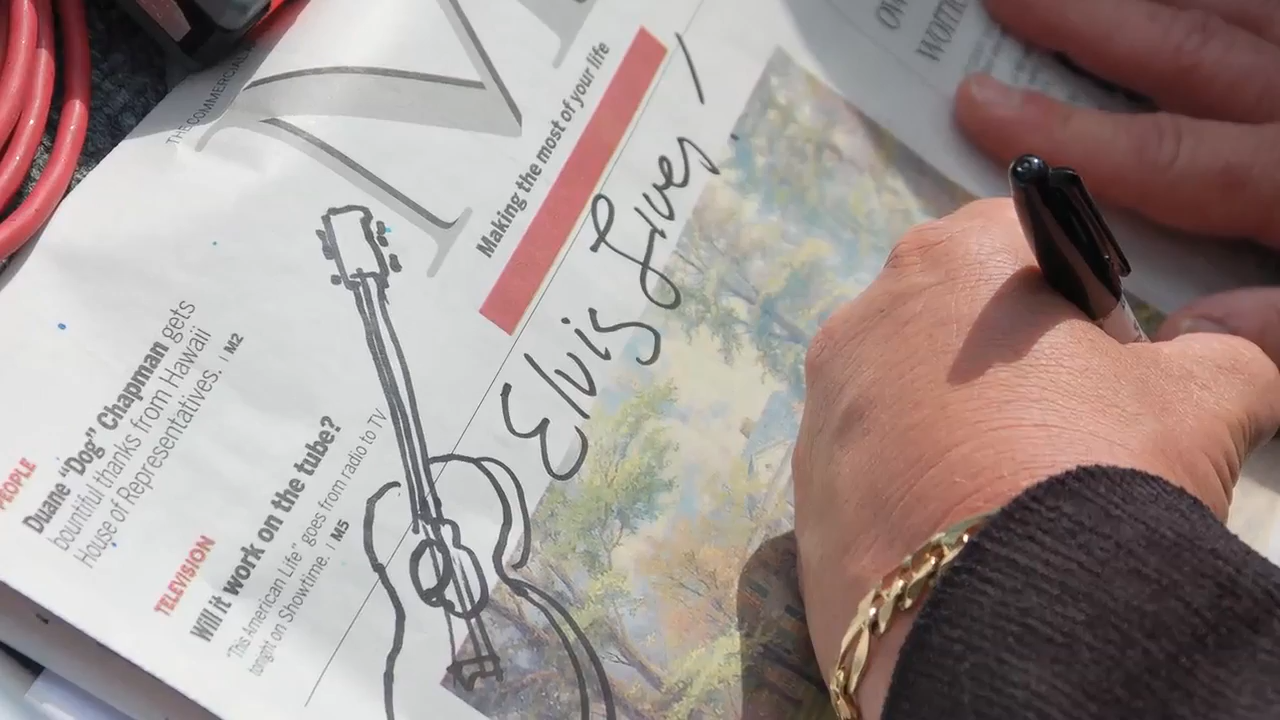 THE COMMERCIAL
M
Making the most of your life
Elvis Lives
PEOPLE
Duane "Dog" Chapman gets
bountiful thanks from Hawaii
House of Representatives. | M2
TELEVISION
Will it work on the tube?
"This American Life" goes from radio to TV
tonight on Showtime. | M5